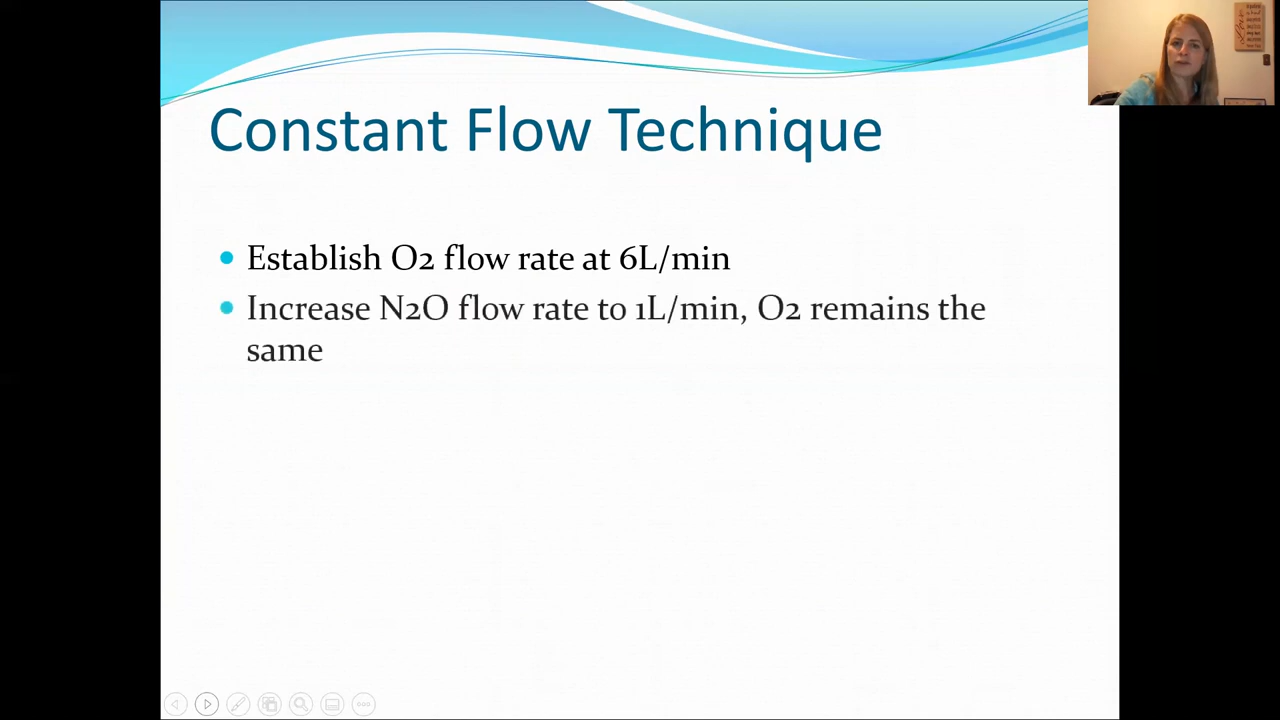 Constant Flow Technique
Establish O2 flow rate at 6L/min
Increase N2O flow rate to 1L/min, O2 remains the
same